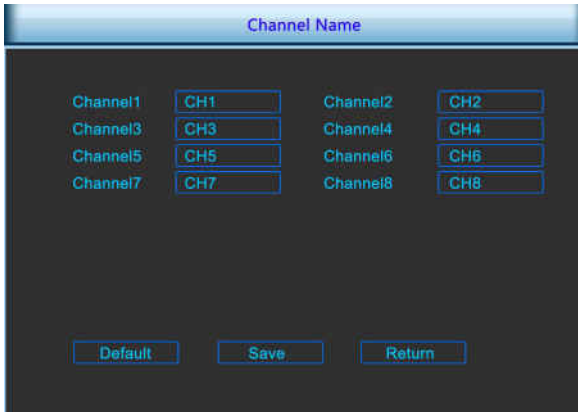 Channel Name
Channel1 CH1 Channel2 CH2
Channel3 CH3 Channel4 CH4
Channel5 CH5 Channel6 CH6
Channel7 CH7 Channel8 CH8
Default Save Return